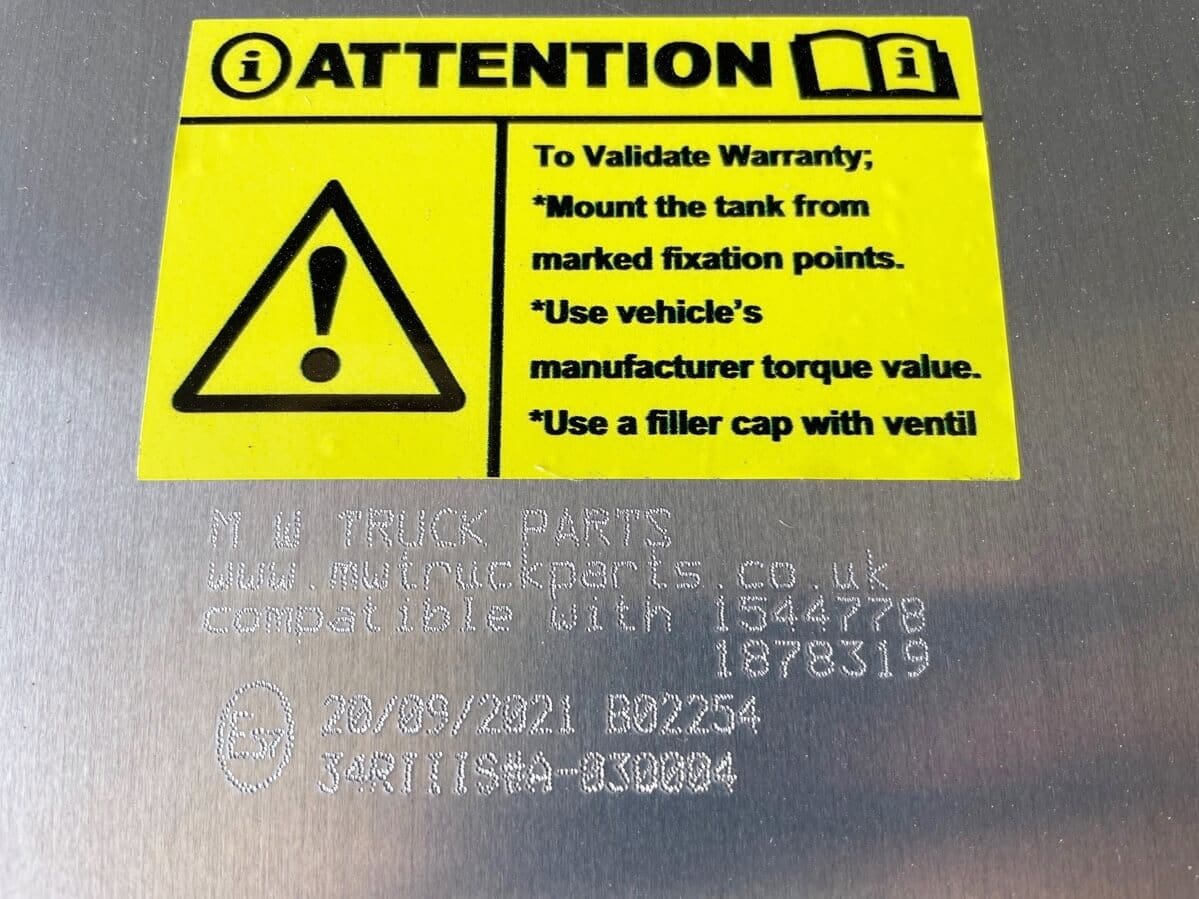 i ATTENTION i
To Validate Warranty;
*Mount the tank from
marked fixation points.
*Use vehicle's
manufacturer torque value.
*Use a filler cap with ventil
M W TRUCK PARTS
www.mwtruckparts.co.uk
compatible with 1544778
1878319
E37 20/09/2021 B02254
34RIIIS#A-030004